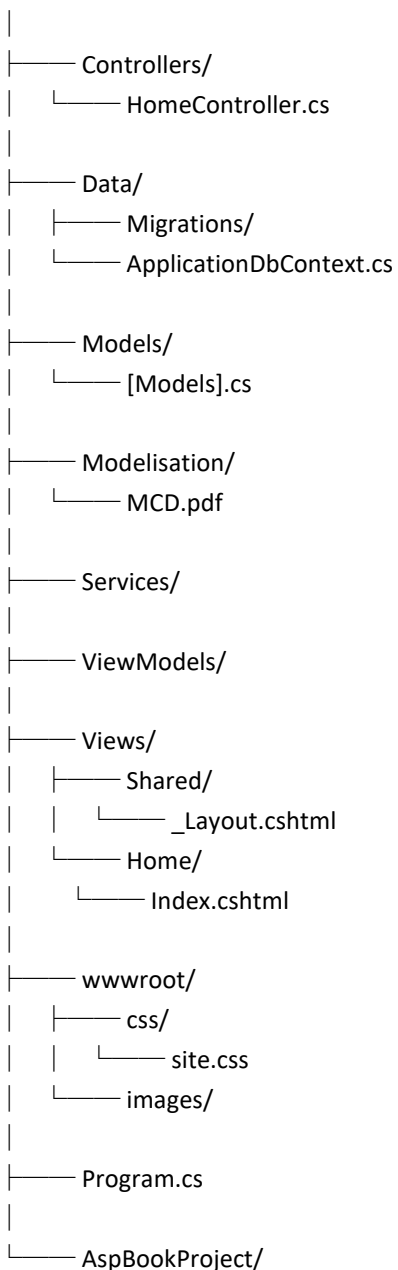 Controllers/
HomeController.cs
Data/
Migrations/
ApplicationDbContext.cs
Models/
[Models].cs
Modelisation/
MCD.pdf
Services/
ViewModels/
Views/
Shared/
_Layout.cshtml
Home/
Index.cshtml
wwwroot/
css/
site.css
images/
Program.cs
AspBookProject/